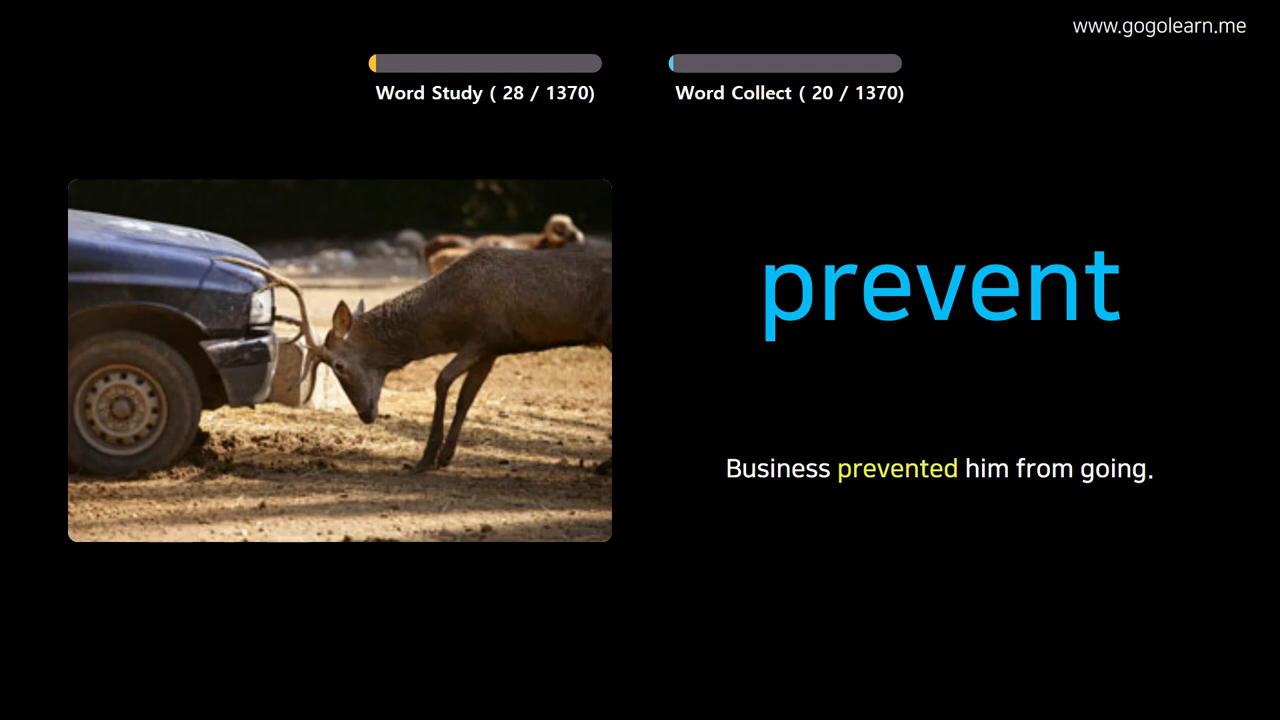 www.gogolearn.me
Word Study ( 28 / 1370)
Word Collect ( 20 / 1370)
prevent
Business prevented him from going.